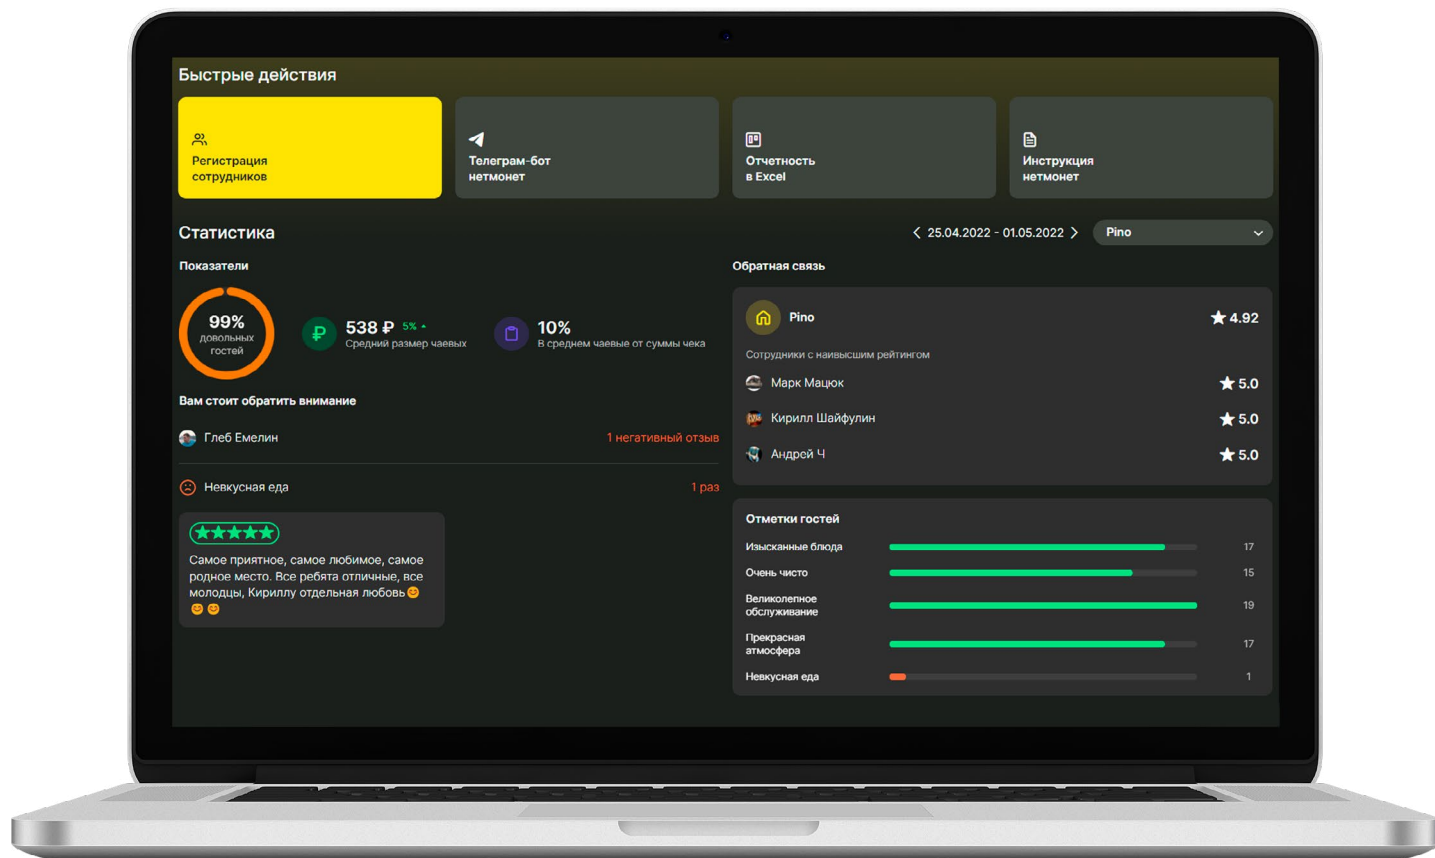 Быстрые действия
Регистрация
сотрудников
Телеграм-бот
нетмонет
Отчетность
в Excel
Инструкция
нетмонет
Статистика
25.04.2022 - 01.05.2022
Pino
Показатели
99%
довольных
гостей
538 ₽ 5%
Средний размер чаевых
10%
В среднем чаевые от суммы чека
Вам стоит обратить внимание
Глеб Емелин
1 негативный отзыв
Невкусная еда
1 раз
Самое приятное, самое любимое, самое
родное место. Все ребята отличные, все
молодцы, Кириллу отдельная любовь😊
😊 😊
Обратная связь
Pino
4.92
Сотрудники с наивысшим рейтингом
Марк Мацюк
5.0
Кирилл Шайфулин
5.0
Андрей Ч
5.0
Отметки гостей
Изысканные блюда 17
Очень чисто 15
Великолепное
обслуживание 19
Прекрасная
атмосфера 17
Невкусная еда 1